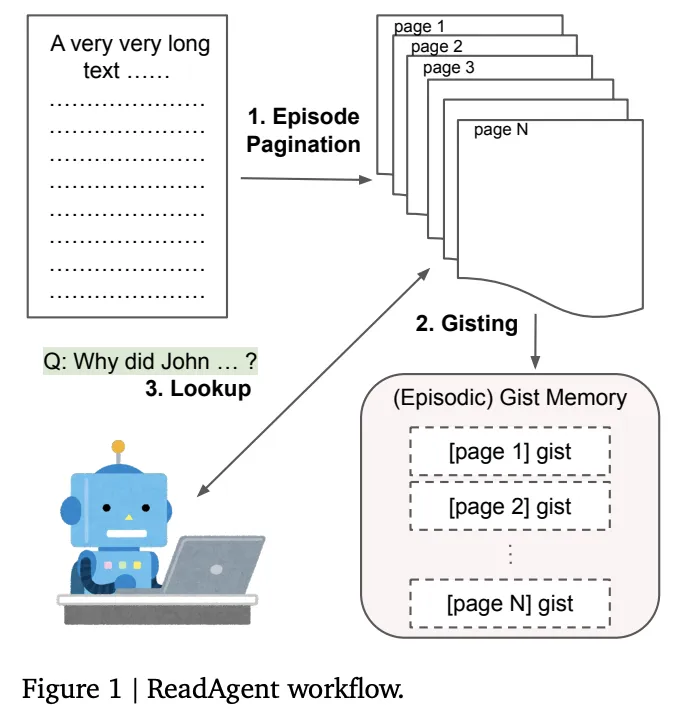 A very very long
text ……
page 1
page 2
page 3
page N
1. Episode
Pagination
2. Gisting
Q: Why did John … ?
3. Lookup
(Episodic) Gist Memory
[page 1] gist
[page 2] gist
⋮
[page N] gist
Figure 1 | ReadAgent workflow.